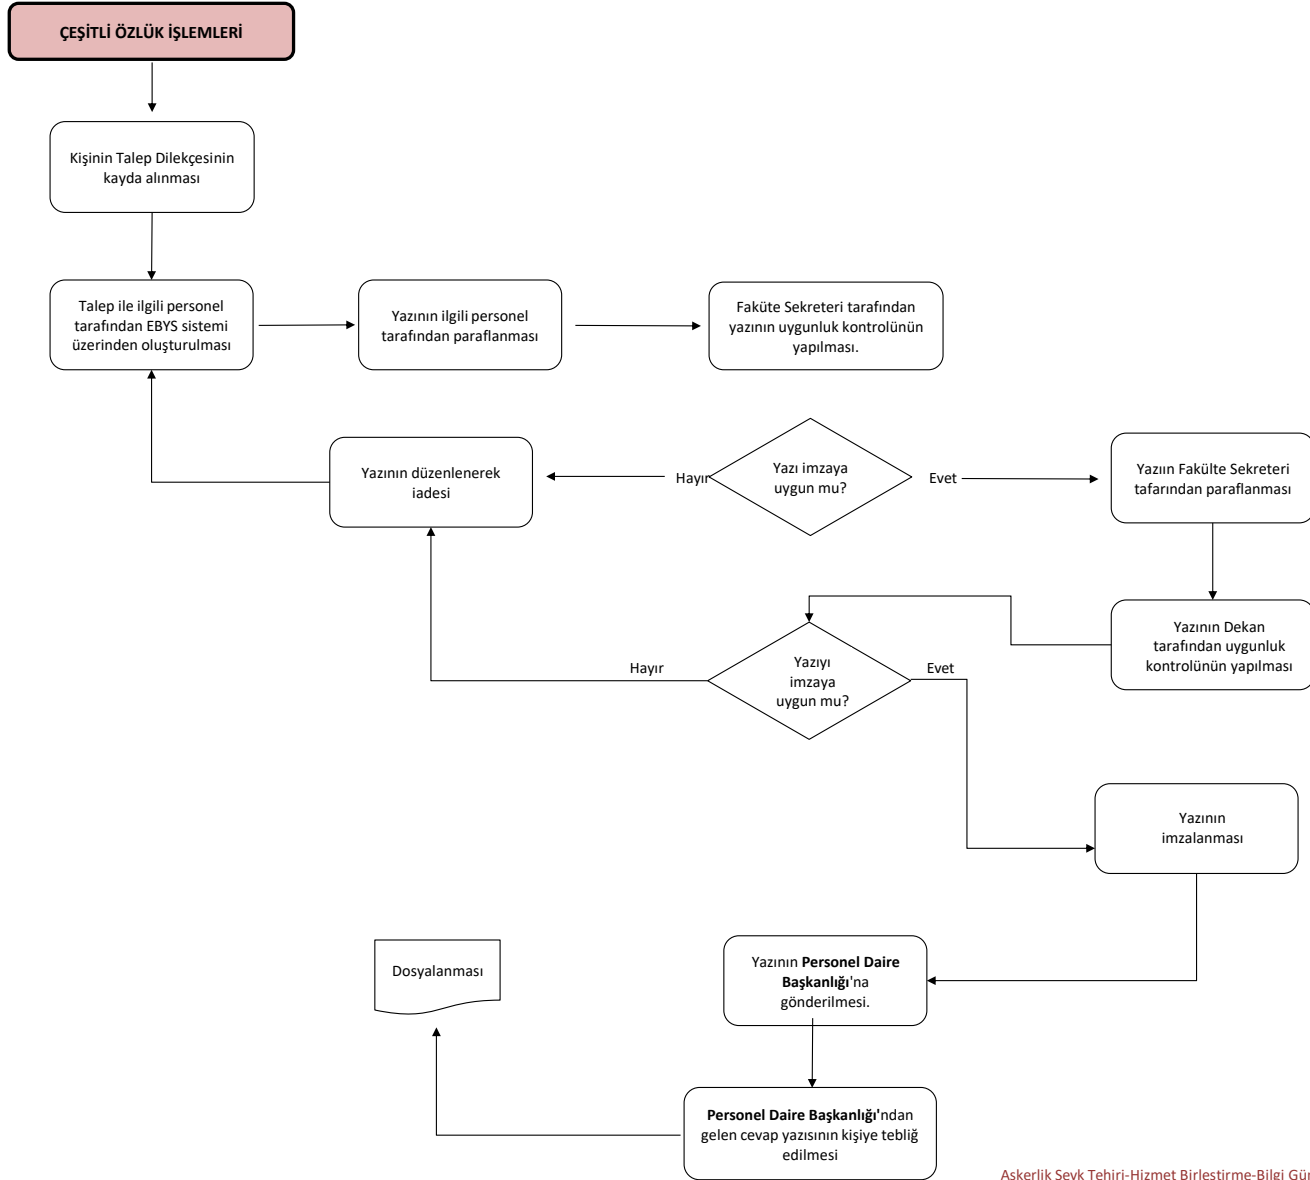 ÇEŞİTLİ ÖZLÜK İŞLEMLERİ
Kişinin Talep Dilekçesinin
kayda alınması
Talep ile ilgili personel
tarafından EBYS sistemi
üzerinden oluşturulması
Yazının ilgili personel
tarafından paraflanması
Faküte Sekreteri tarafından
yazının uygunluk kontrolünün
yapılması.
Yazının düzenlenerek
iadesi
Hayır
Yazı imzaya
uygun mu?
Evet
Yazıın Fakülte Sekreteri
tafarından paraflanması
Yazının Dekan
tarafından uygunluk
kontrolünün yapılması
Hayır
Yazıyı
imzaya
uygun mu?
Evet
Yazının
imzalanması
Yazının Personel Daire
Başkanlığı'na
gönderilmesi.
Dosyalanması
Personel Daire Başkanlığı'ndan
gelen cevap yazısının kişiye tebliğ
edilmesi
Askerlik Sevk Tehiri-Hizmet Birleştirme-Bilgi